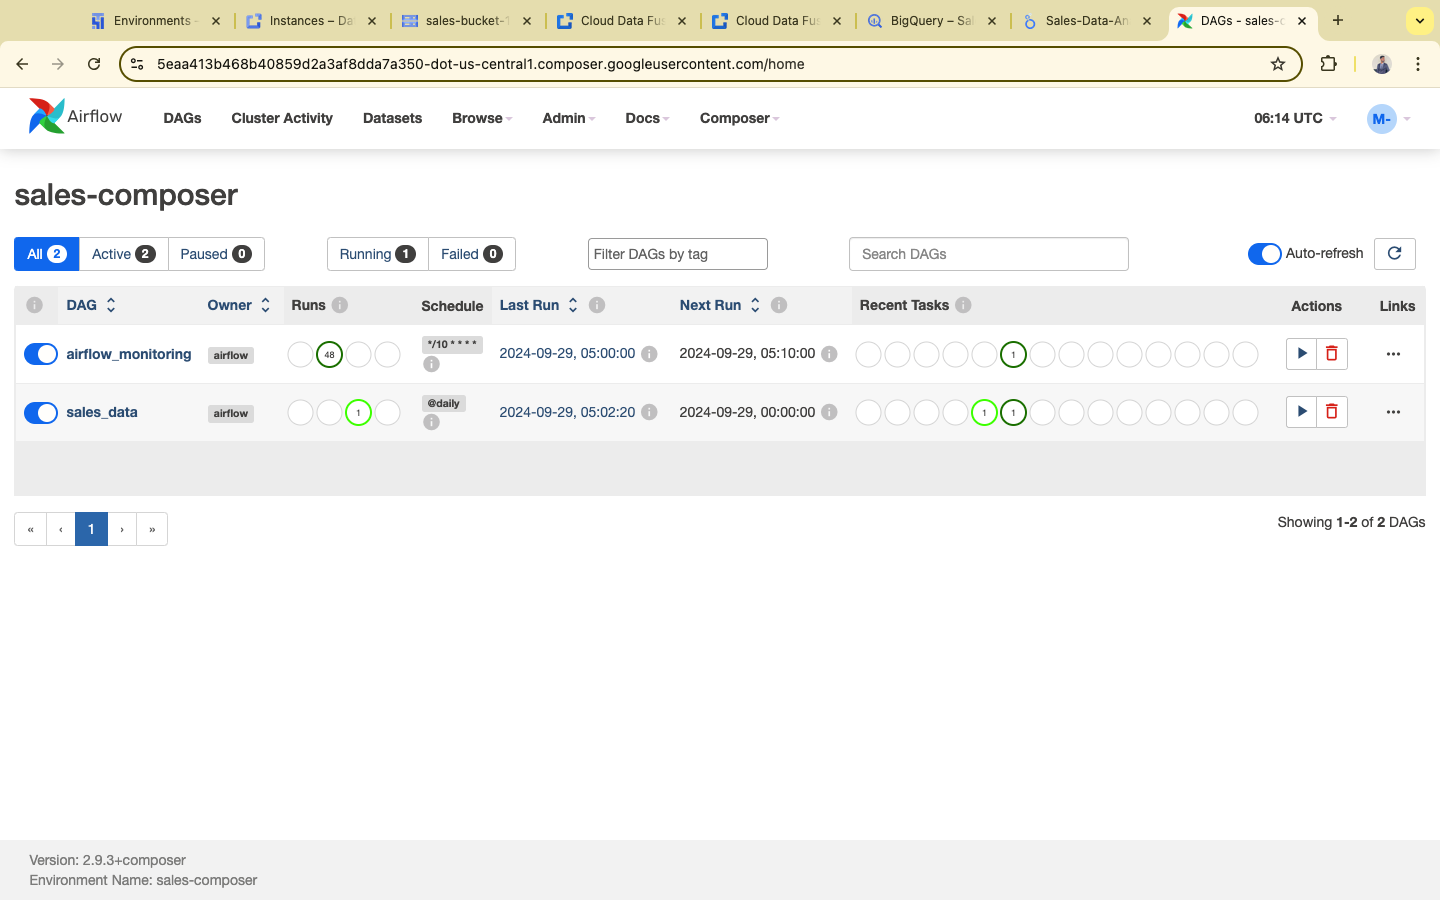 Environments
Instances – Da
sales-bucket-1
Cloud Data Fus
Cloud Data Fus
BigQuery – Sal
Sales-Data-An
DAGs - sales-c
5eaa413b468b40859d2a3af8dda7a350-dot-us-central1.composer.googleusercontent.com/home
Airflow DAGs Cluster Activity Datasets Browse Admin Docs Composer 06:14 UTC M-
sales-composer
All 2 Active 2 Paused 0 Running 1 Failed 0 Filter DAGs by tag Search DAGs Auto-refresh
i DAG Owner Runs i Schedule Last Run i Next Run i Recent Tasks i Actions Links
airflow_monitoring airflow 48 */10 * * * * i 2024-09-29, 05:00:00 i 2024-09-29, 05:10:00 i 1
sales_data airflow 1 @daily i 2024-09-29, 05:02:20 i 2024-09-29, 00:00:00 i 1 1
« ‹ 1 › » Showing 1-2 of 2 DAGs
Version: 2.9.3+composer
Environment Name: sales-composer